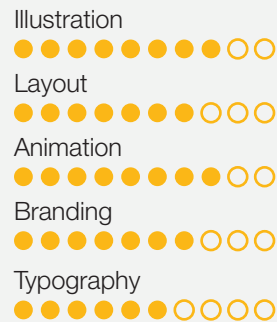 Illustration
Layout
Animation
Branding
Typography